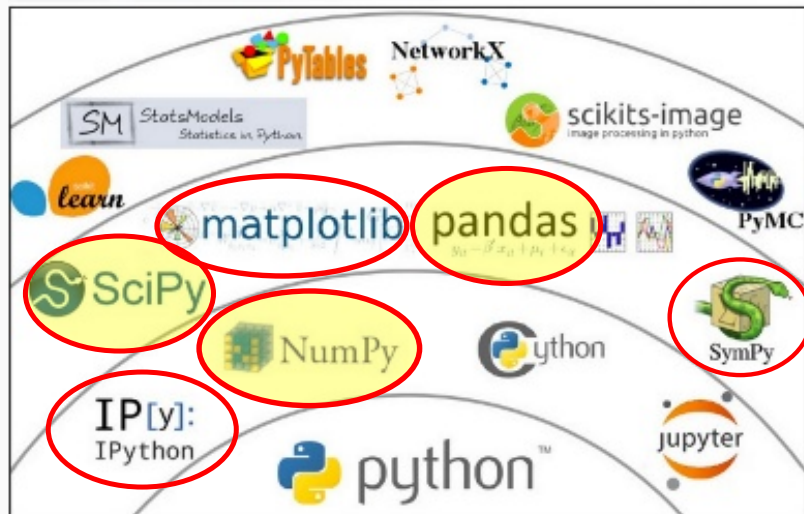 PyTables
NetworkX
SM StatsModels
Statistics in Python
scikits-image
image processing in python
learn
PyMC
matplotlib
pandas
SciPy
NumPy
Cython
SymPy
IP[y]:
IPython
jupyter
python™